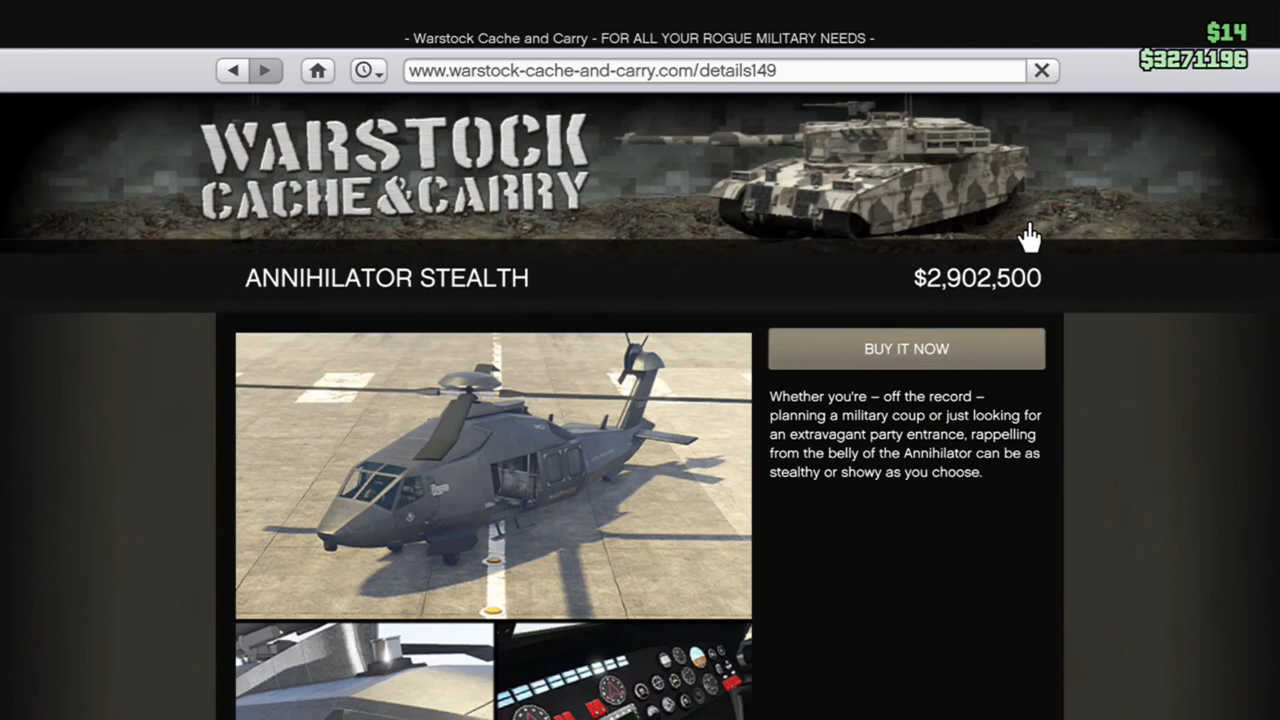 - Warstock Cache and Carry - FOR ALL YOUR ROGUE MILITARY NEEDS -
$14
$3271196
www.warstock-cache-and-carry.com/details149
WARSTOCK
CACHE&CARRY
ANNIHILATOR STEALTH
$2,902,500
BUY IT NOW
Whether you're – off the record –
planning a military coup or just looking for
an extravagant party entrance, rappelling
from the belly of the Annihilator can be as
stealthy or showy as you choose.